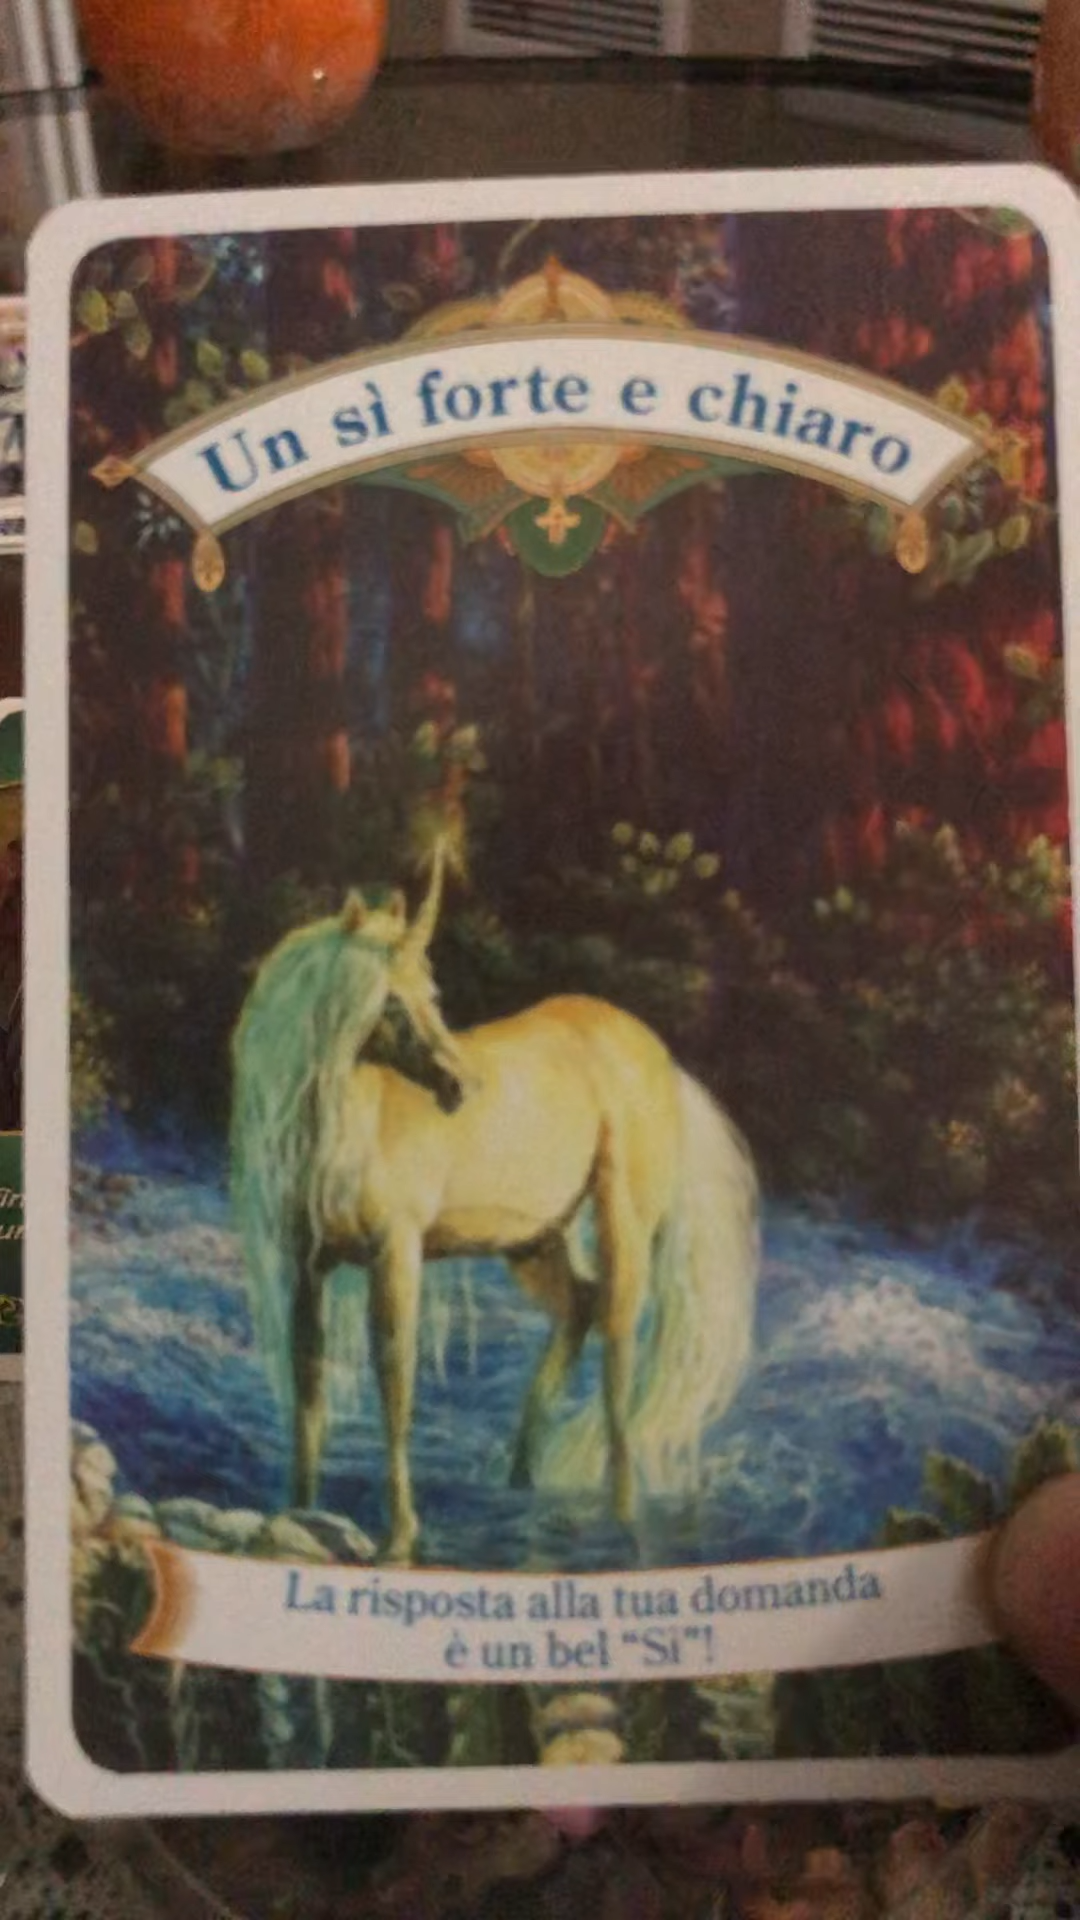 Un sì forte e chiaro
La risposta alla tua domanda
è un bel “Sì”!